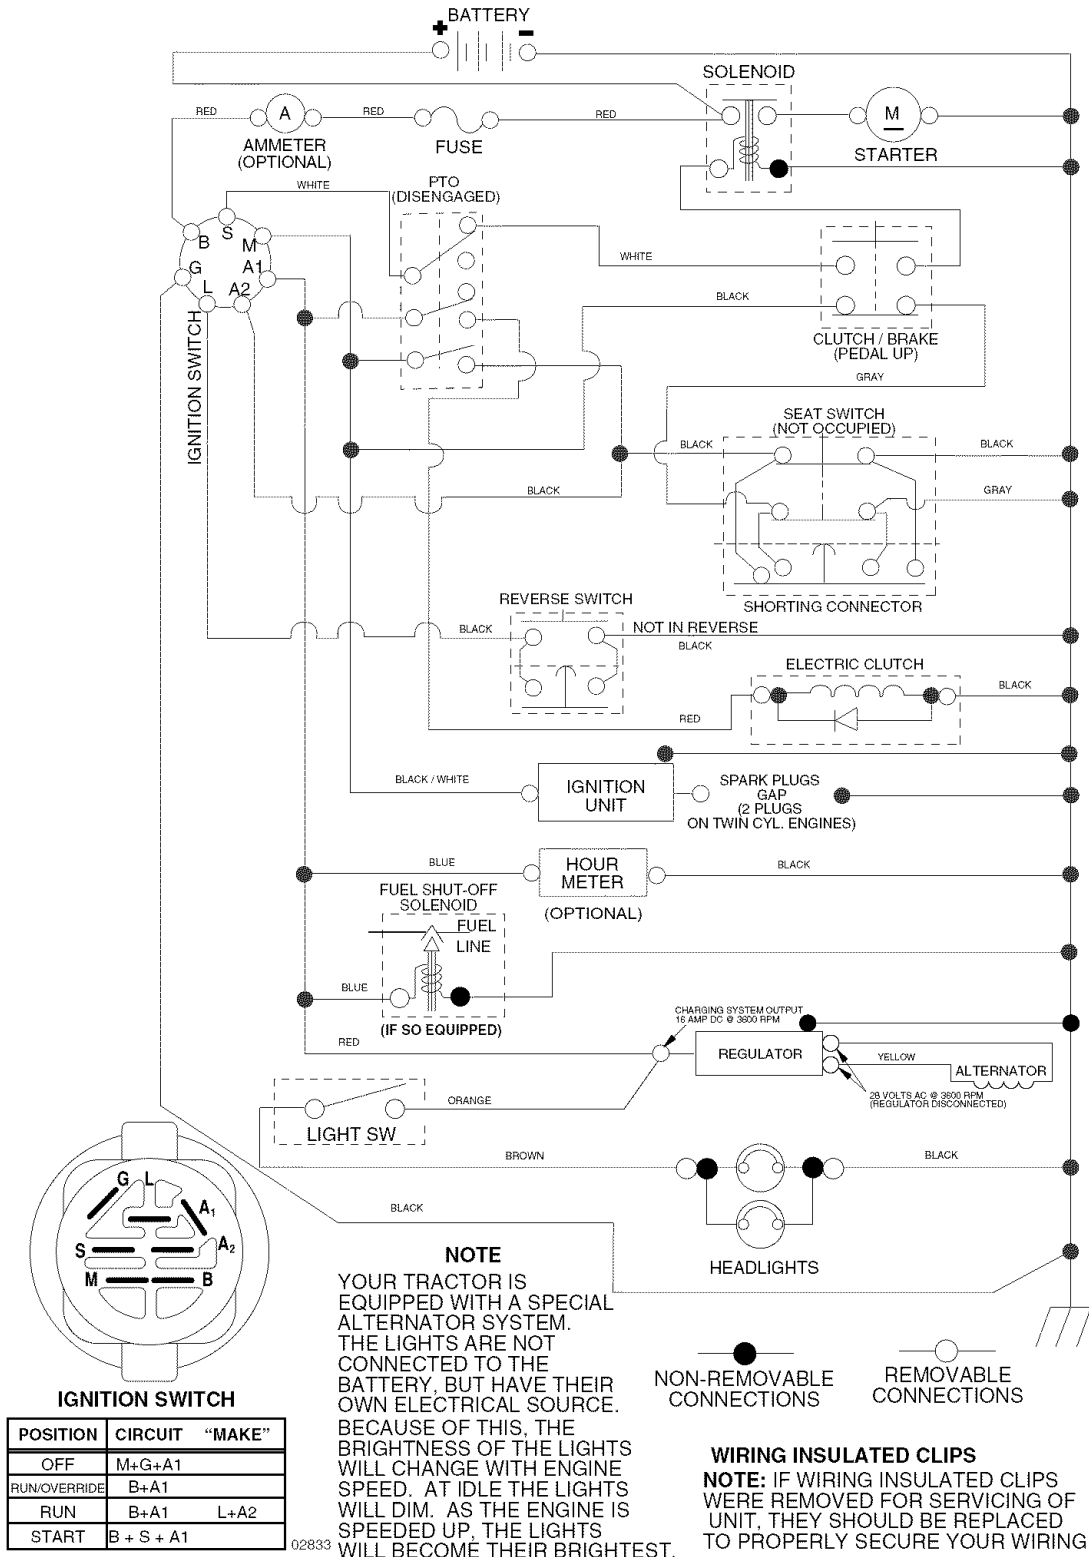 BATTERY
+ -
SOLENOID
RED
A
RED
RED
M
AMMETER
(OPTIONAL)
FUSE
STARTER
WHITE
PTO
(DISENGAGED)
B
S
M
G
A1
L
A2
IGNITION SWITCH
WHITE
BLACK
CLUTCH / BRAKE
(PEDAL UP)
GRAY
SEAT SWITCH
(NOT OCCUPIED)
BLACK
BLACK
BLACK
GRAY
SHORTING CONNECTOR
REVERSE SWITCH
BLACK
NOT IN REVERSE
BLACK
ELECTRIC CLUTCH
BLACK
RED
BLACK / WHITE
IGNITION
UNIT
SPARK PLUGS
GAP
(2 PLUGS
ON TWIN CYL. ENGINES)
BLUE
HOUR
METER
BLACK
(OPTIONAL)
FUEL SHUT-OFF
SOLENOID
FUEL
LINE
BLUE
(IF SO EQUIPPED)
CHARGING SYSTEM OUTPUT
16 AMP DC @ 3600 RPM
RED
REGULATOR
YELLOW
ALTERNATOR
28 VOLTS AC @ 3600 RPM
(REGULATOR DISCONNECTED)
ORANGE
LIGHT SW
BROWN
BLACK
BLACK
HEADLIGHTS
G L
A1
S
A2
M
B
IGNITION SWITCH
POSITION CIRCUIT "MAKE"
OFF M+G+A1
RUN/OVERRIDE B+A1
RUN B+A1 L+A2
START B + S + A1
02833
NOTE
YOUR TRACTOR IS
EQUIPPED WITH A SPECIAL
ALTERNATOR SYSTEM.
THE LIGHTS ARE NOT
CONNECTED TO THE
BATTERY, BUT HAVE THEIR
OWN ELECTRICAL SOURCE.
BECAUSE OF THIS, THE
BRIGHTNESS OF THE LIGHTS
WILL CHANGE WITH ENGINE
SPEED. AT IDLE THE LIGHTS
WILL DIM. AS THE ENGINE IS
SPEEDED UP, THE LIGHTS
WILL BECOME THEIR BRIGHTEST.
NON-REMOVABLE
CONNECTIONS
REMOVABLE
CONNECTIONS
WIRING INSULATED CLIPS
NOTE: IF WIRING INSULATED CLIPS
WERE REMOVED FOR SERVICING OF
UNIT, THEY SHOULD BE REPLACED
TO PROPERLY SECURE YOUR WIRING